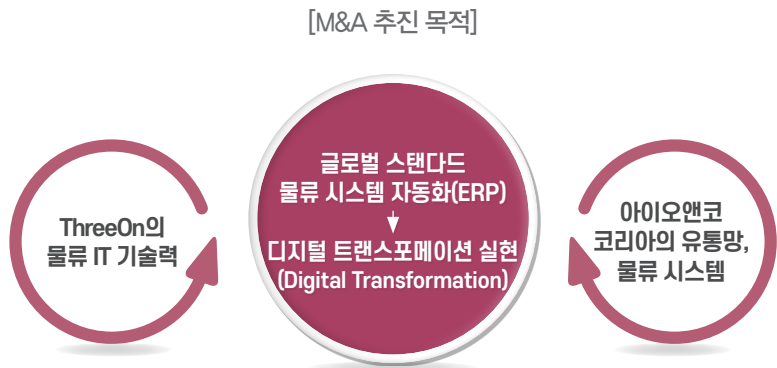 [M&A 추진 목적]
ThreeOn의
물류 IT 기술력
글로벌 스탠다드
물류 시스템 자동화(ERP)
디지털 트랜스포메이션 실현
(Digital Transformation)
아이오앤코
코리아의 유통망,
물류 시스템